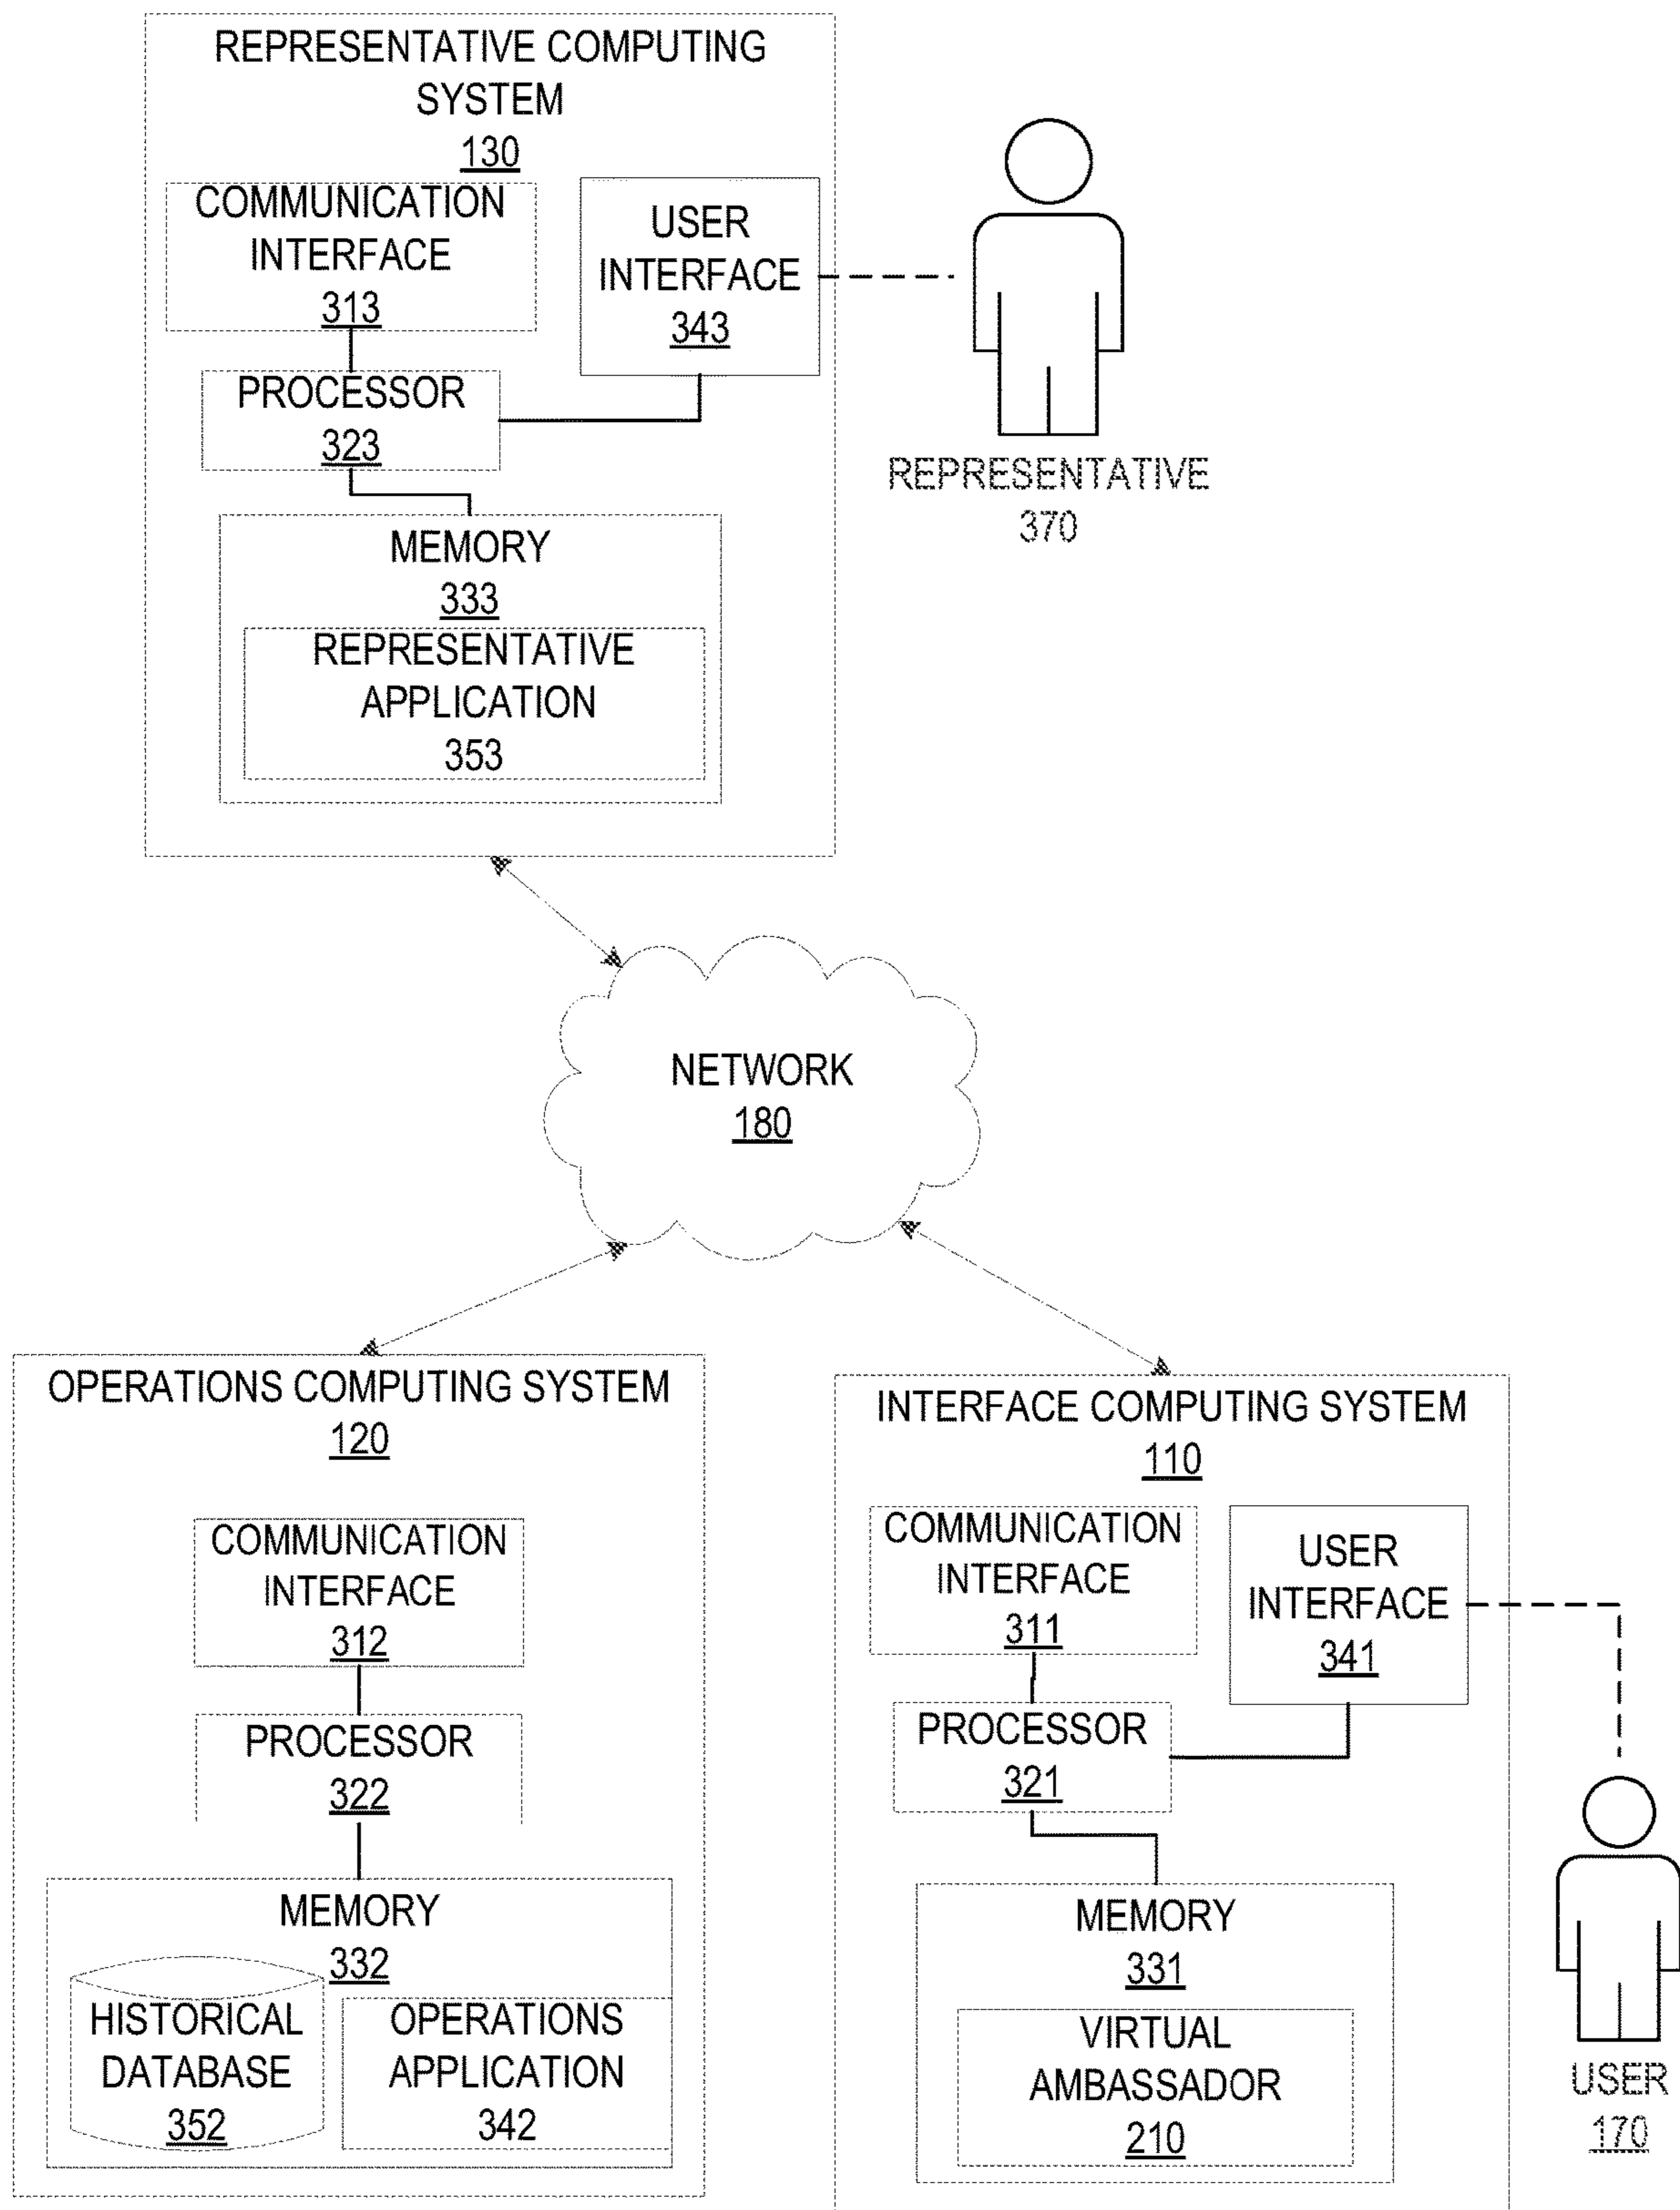 REPRESENTATIVE COMPUTING
SYSTEM
130
COMMUNICATION
INTERFACE
313
USER
INTERFACE
343
PROCESSOR
323
MEMORY
333
REPRESENTATIVE
APPLICATION
353
REPRESENTATIVE
370
NETWORK
180
OPERATIONS COMPUTING SYSTEM
120
COMMUNICATION
INTERFACE
312
PROCESSOR
322
MEMORY
332
HISTORICAL
DATABASE
352
OPERATIONS
APPLICATION
342
INTERFACE COMPUTING SYSTEM
110
COMMUNICATION
INTERFACE
311
USER
INTERFACE
341
PROCESSOR
321
MEMORY
331
VIRTUAL
AMBASSADOR
210
USER
170